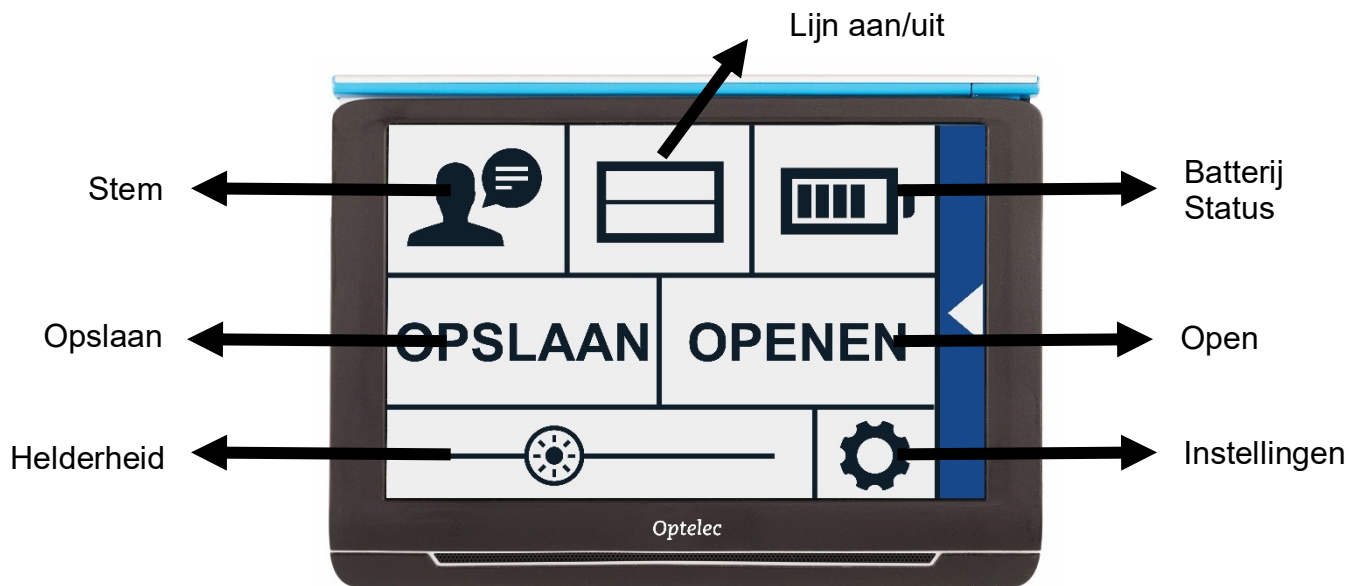 Lijn aan/uit
Stem
Batterij
Status
OPSLAAN OPENEN
Opslaan
Open
Helderheid
Instellingen
Optelec